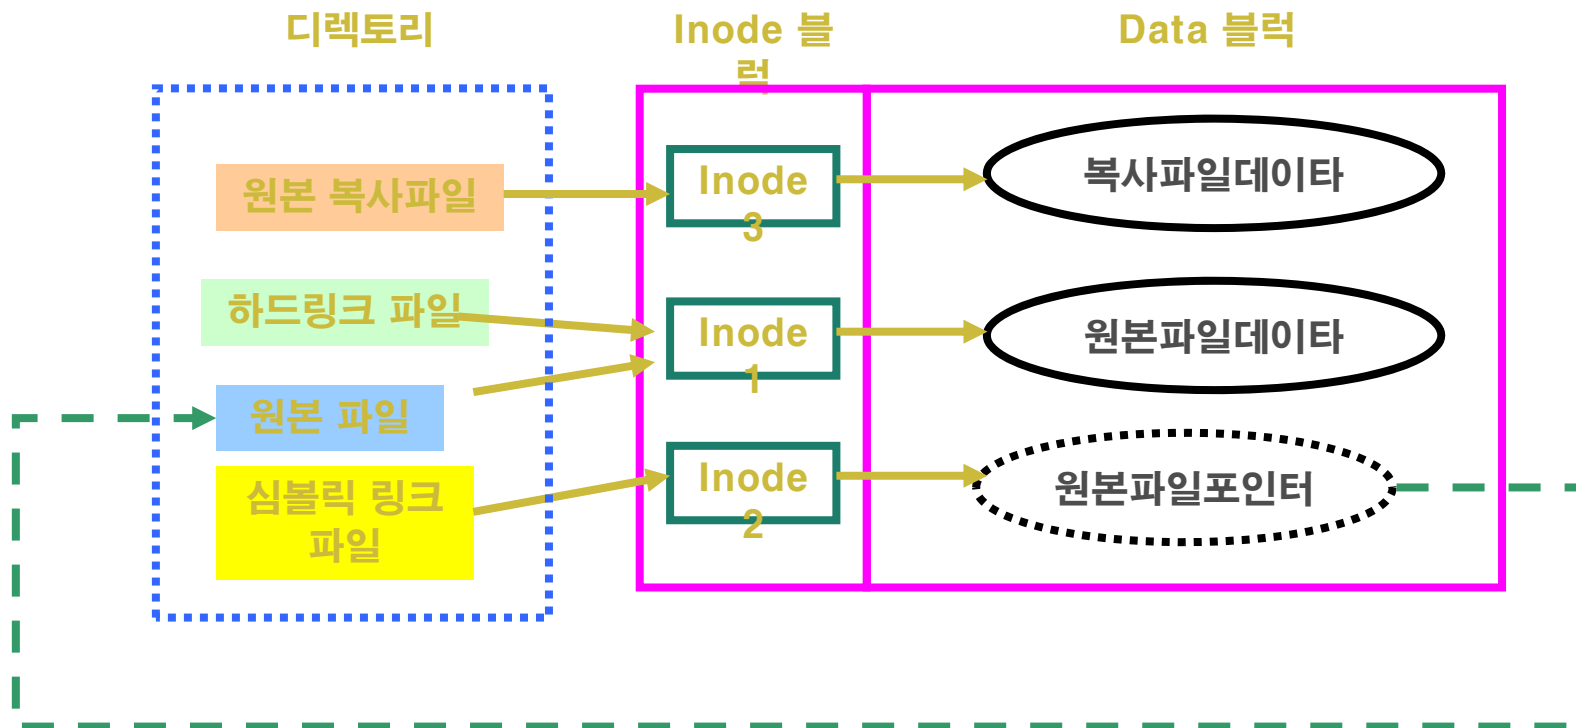 디렉토리
Inode 블
럭
Data 블럭
원본 복사파일
Inode
3
복사파일데이타
하드링크 파일
Inode
1
원본파일데이타
원본 파일
심볼릭 링크
파일
Inode
2
원본파일포인터